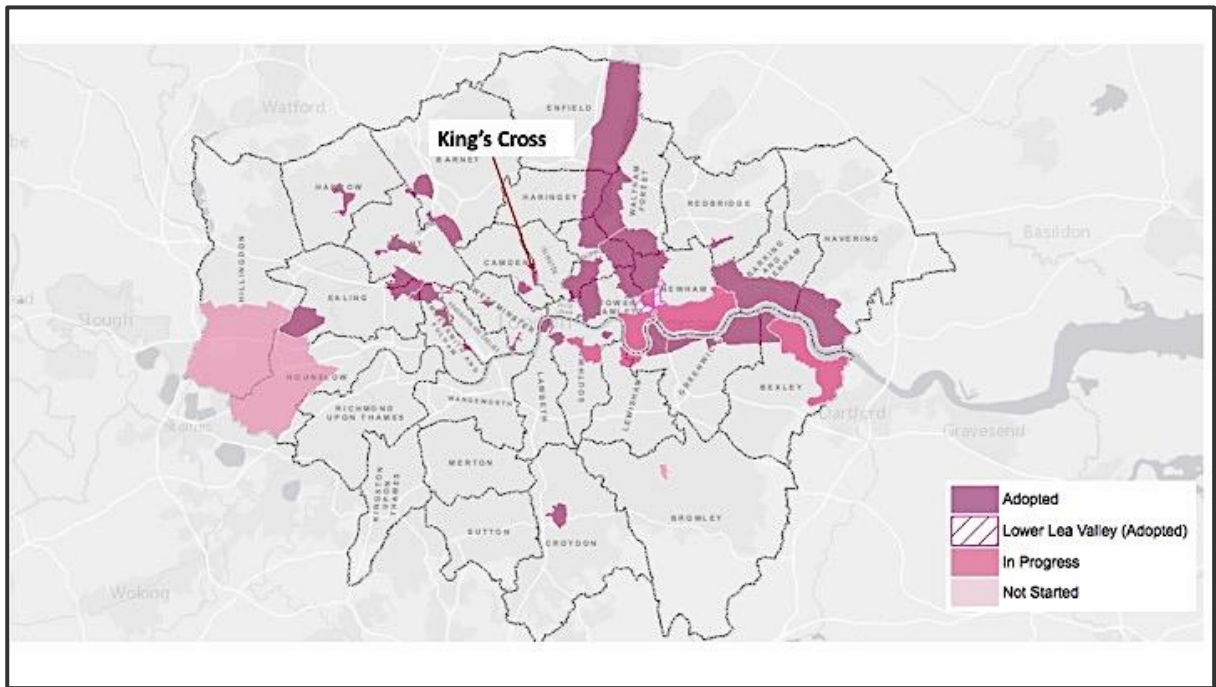 Watford
ENFIELD
King's Cross
BARNET
HARROW
HARINGEY
WALTHAM
FOREST
REDBRIDGE
HAVERING
Basildon
HILLINGDON
CAMDEN
BARKING
AND
Slough
EALING
WESTMINSTER
TOWER
NEWHAM
HOUNSLOW
RICHMOND
UPON THAMES
WANDSWORTH
LAMBETH
LEWISHAM
GREENWICH
BEXLEY
Dartford
Gravesend
KINGSTON
UPON
THAMES
MERTON
SUTTON
CROYDON
BROMLEY
Woking
Adopted
Lower Lea Valley (Adopted)
In Progress
Not Started